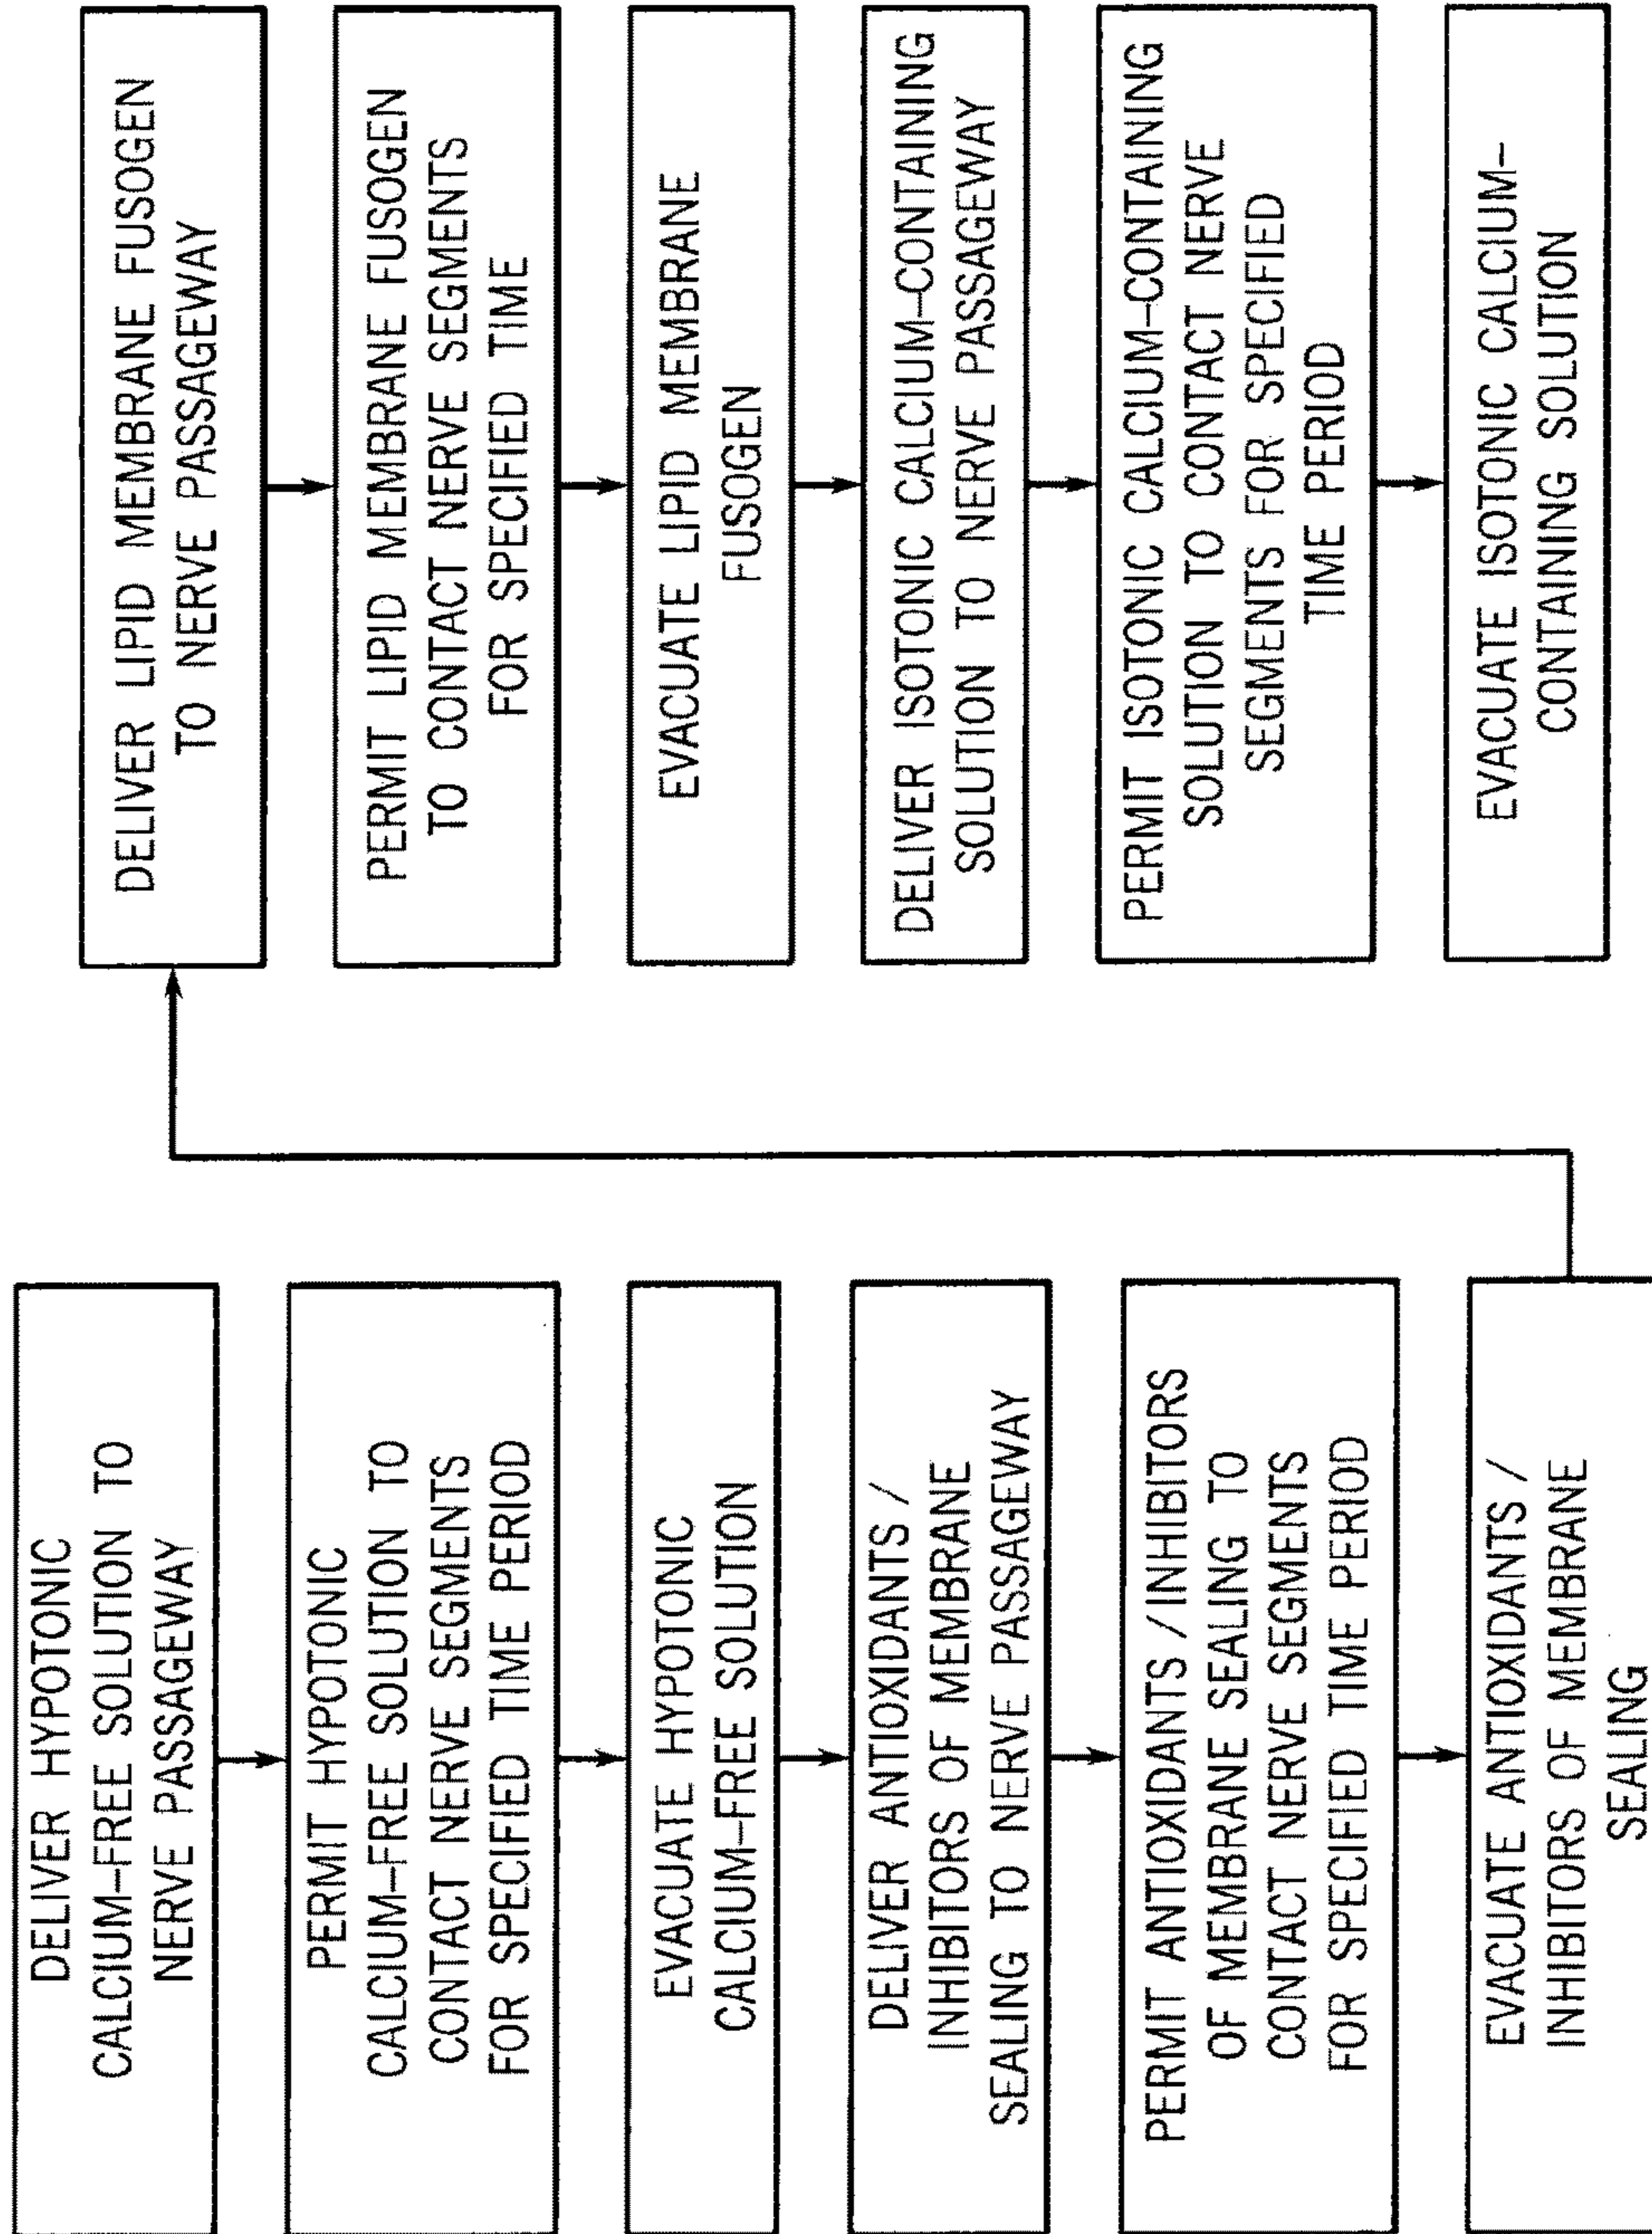 DELIVER HYPOTONIC
CALCIUM-FREE SOLUTION TO
NERVE PASSAGEWAY
PERMIT HYPOTONIC
CALCIUM-FREE SOLUTION TO
CONTACT NERVE SEGMENTS
FOR SPECIFIED TIME PERIOD
EVACUATE HYPOTONIC
CALCIUM-FREE SOLUTION
DELIVER ANTIOXIDANTS /
INHIBITORS OF MEMBRANE
SEALING TO NERVE PASSAGEWAY
PERMIT ANTIOXIDANTS /INHIBITORS
OF MEMBRANE SEALING TO
CONTACT NERVE SEGMENTS
FOR SPECIFIED TIME PERIOD
EVACUATE ANTIOXIDANTS /
INHIBITORS OF MEMBRANE
SEALING
DELIVER LIPID MEMBRANE FUSOGEN
TO NERVE PASSAGEWAY
PERMIT LIPID MEMBRANE FUSOGEN
TO CONTACT NERVE SEGMENTS
FOR SPECIFIED TIME
EVACUATE LIPID MEMBRANE
FUSOGEN
DELIVER ISOTONIC CALCIUM-CONTAINING
SOLUTION TO NERVE PASSAGEWAY
PERMIT ISOTONIC CALCIUM-CONTAINING
SOLUTION TO CONTACT NERVE
SEGMENTS FOR SPECIFIED
TIME PERIOD
EVACUATE ISOTONIC CALCIUM-
CONTAINING SOLUTION